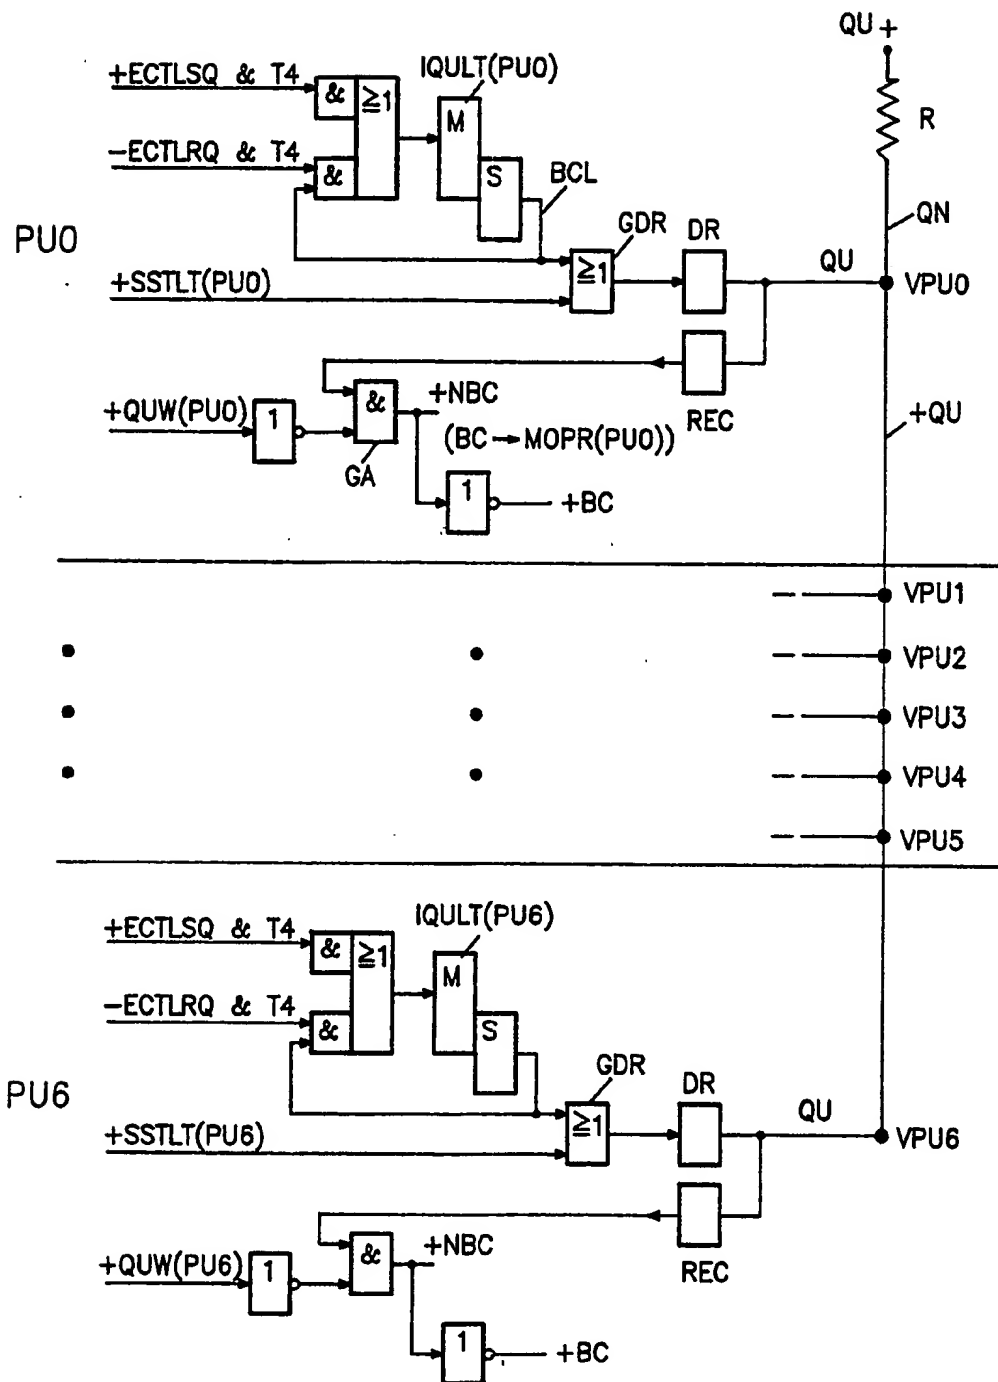 QU +
IQULT(PU0)
+ECTLSQ & T4
&
≧1
M
R
-ECTLRQ & T4
&
S
BCL
QN
PU0
GDR
DR
QU
≧1
VPU0
+SSTLT(PU0)
REC
+QUW(PU0)
1
&
+NBC
+QU
(BC→MOPR(PU0))
GA
1
+BC
VPU1
VPU2
VPU3
VPU4
VPU5
IQULT(PU6)
+ECTLSQ & T4
&
≧1
M
-ECTLRQ & T4
&
S
PU6
GDR
DR
QU
≧1
VPU6
+SSTLT(PU6)
REC
+QUW(PU6)
1
&
+NBC
1
+BC